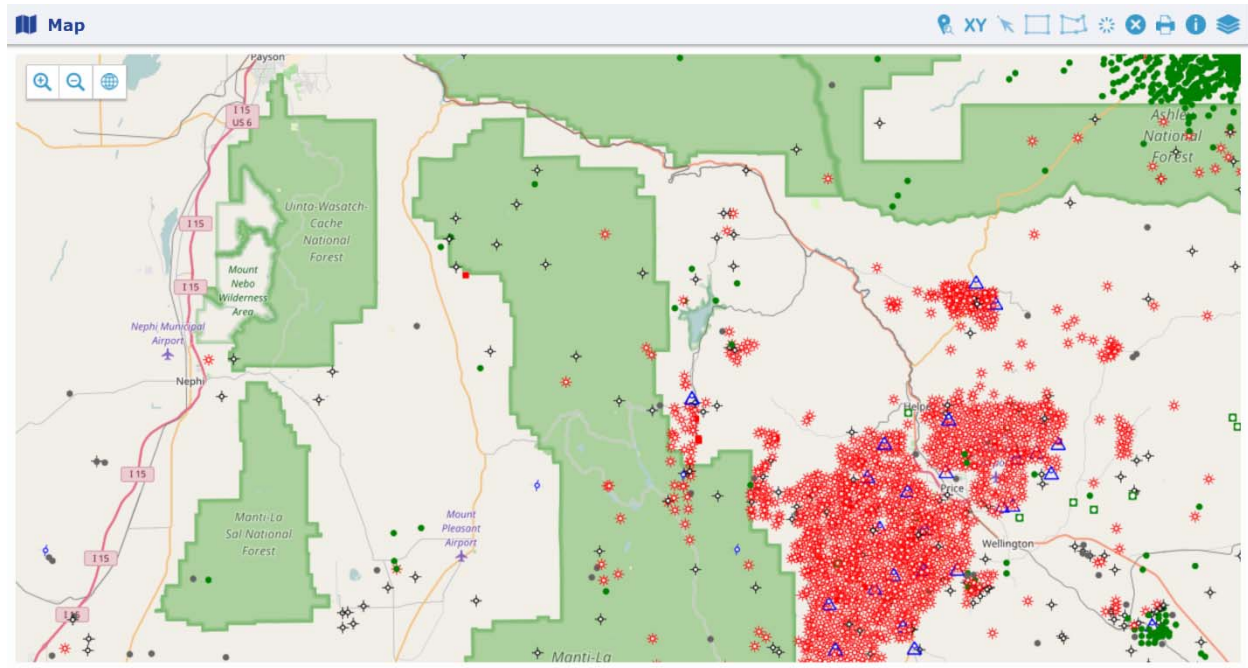 Map
XY
Payson
I 15
US 6
Ashley
National
Forest
Uinta-Wasatch-
Cache
National
Forest
I 15
Mount
Nebo
Wilderness
Area
I 15
Nephi Municipal
Airport
Nephi
Helper
I 15
Price
Manti-La
Sal National
Forest
Mount
Pleasant
Airport
Wellington
I 15
I 15
Manti-La